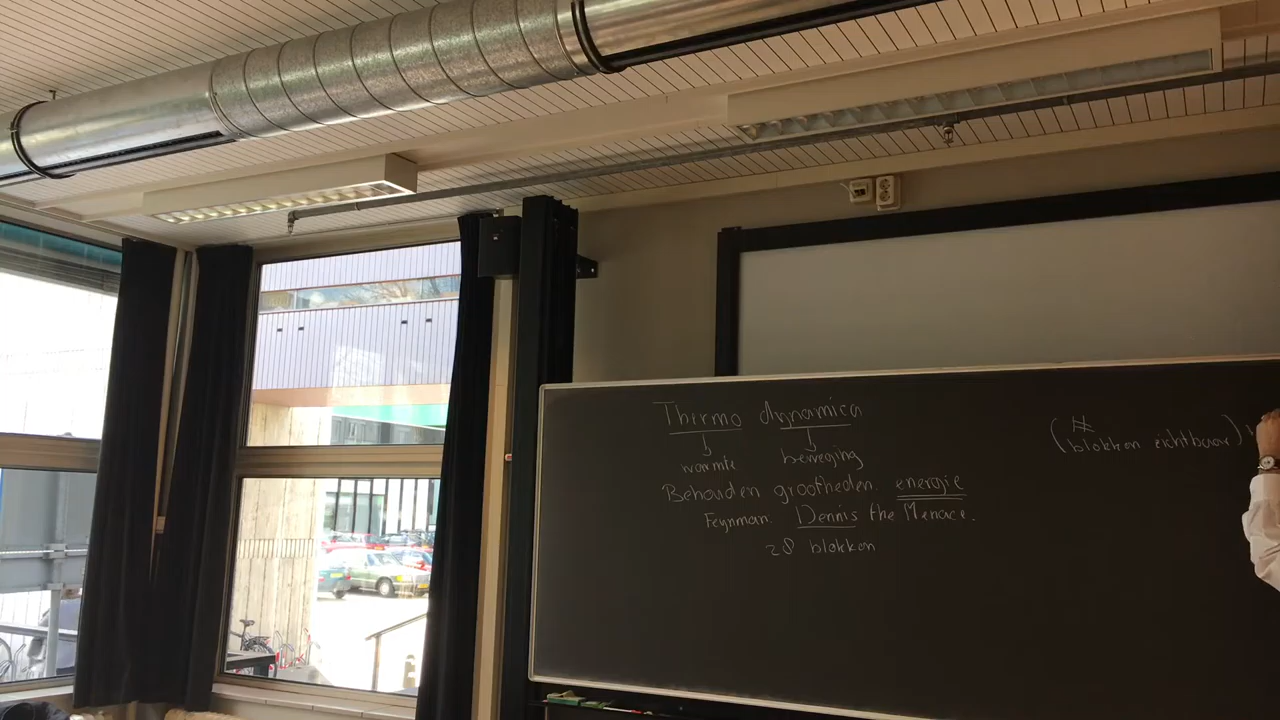 Thermo dynamica
warmte beweging
Behouden grootheden. energie
Feynman. Dennis the Menace.
28 blokken
(# blokken zichtbaar)